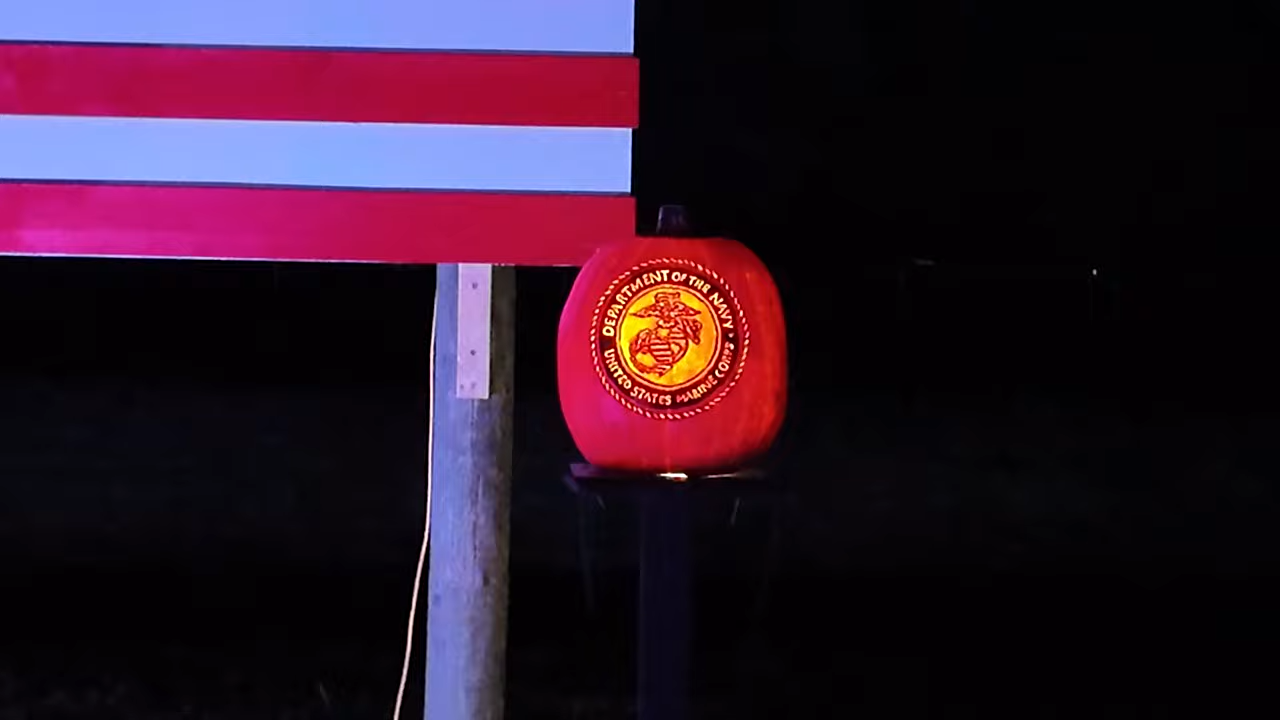 DEPARTMENT OF THE NAVY
UNITED STATES MARINE CORPS